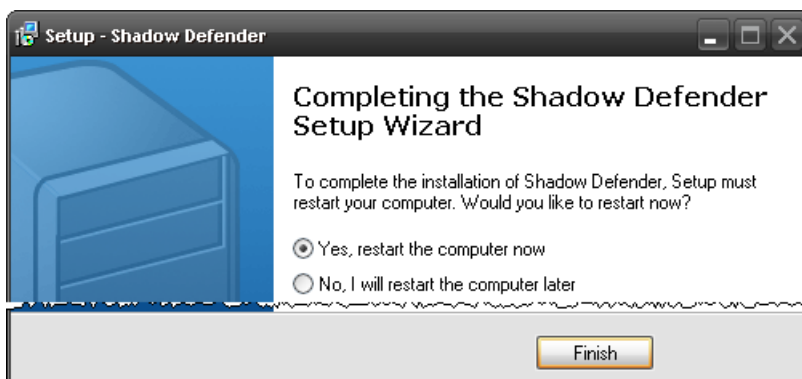 Setup - Shadow Defender
Completing the Shadow Defender
Setup Wizard
To complete the installation of Shadow Defender, Setup must
restart your computer. Would you like to restart now?
Yes, restart the computer now
No, I will restart the computer later
Finish